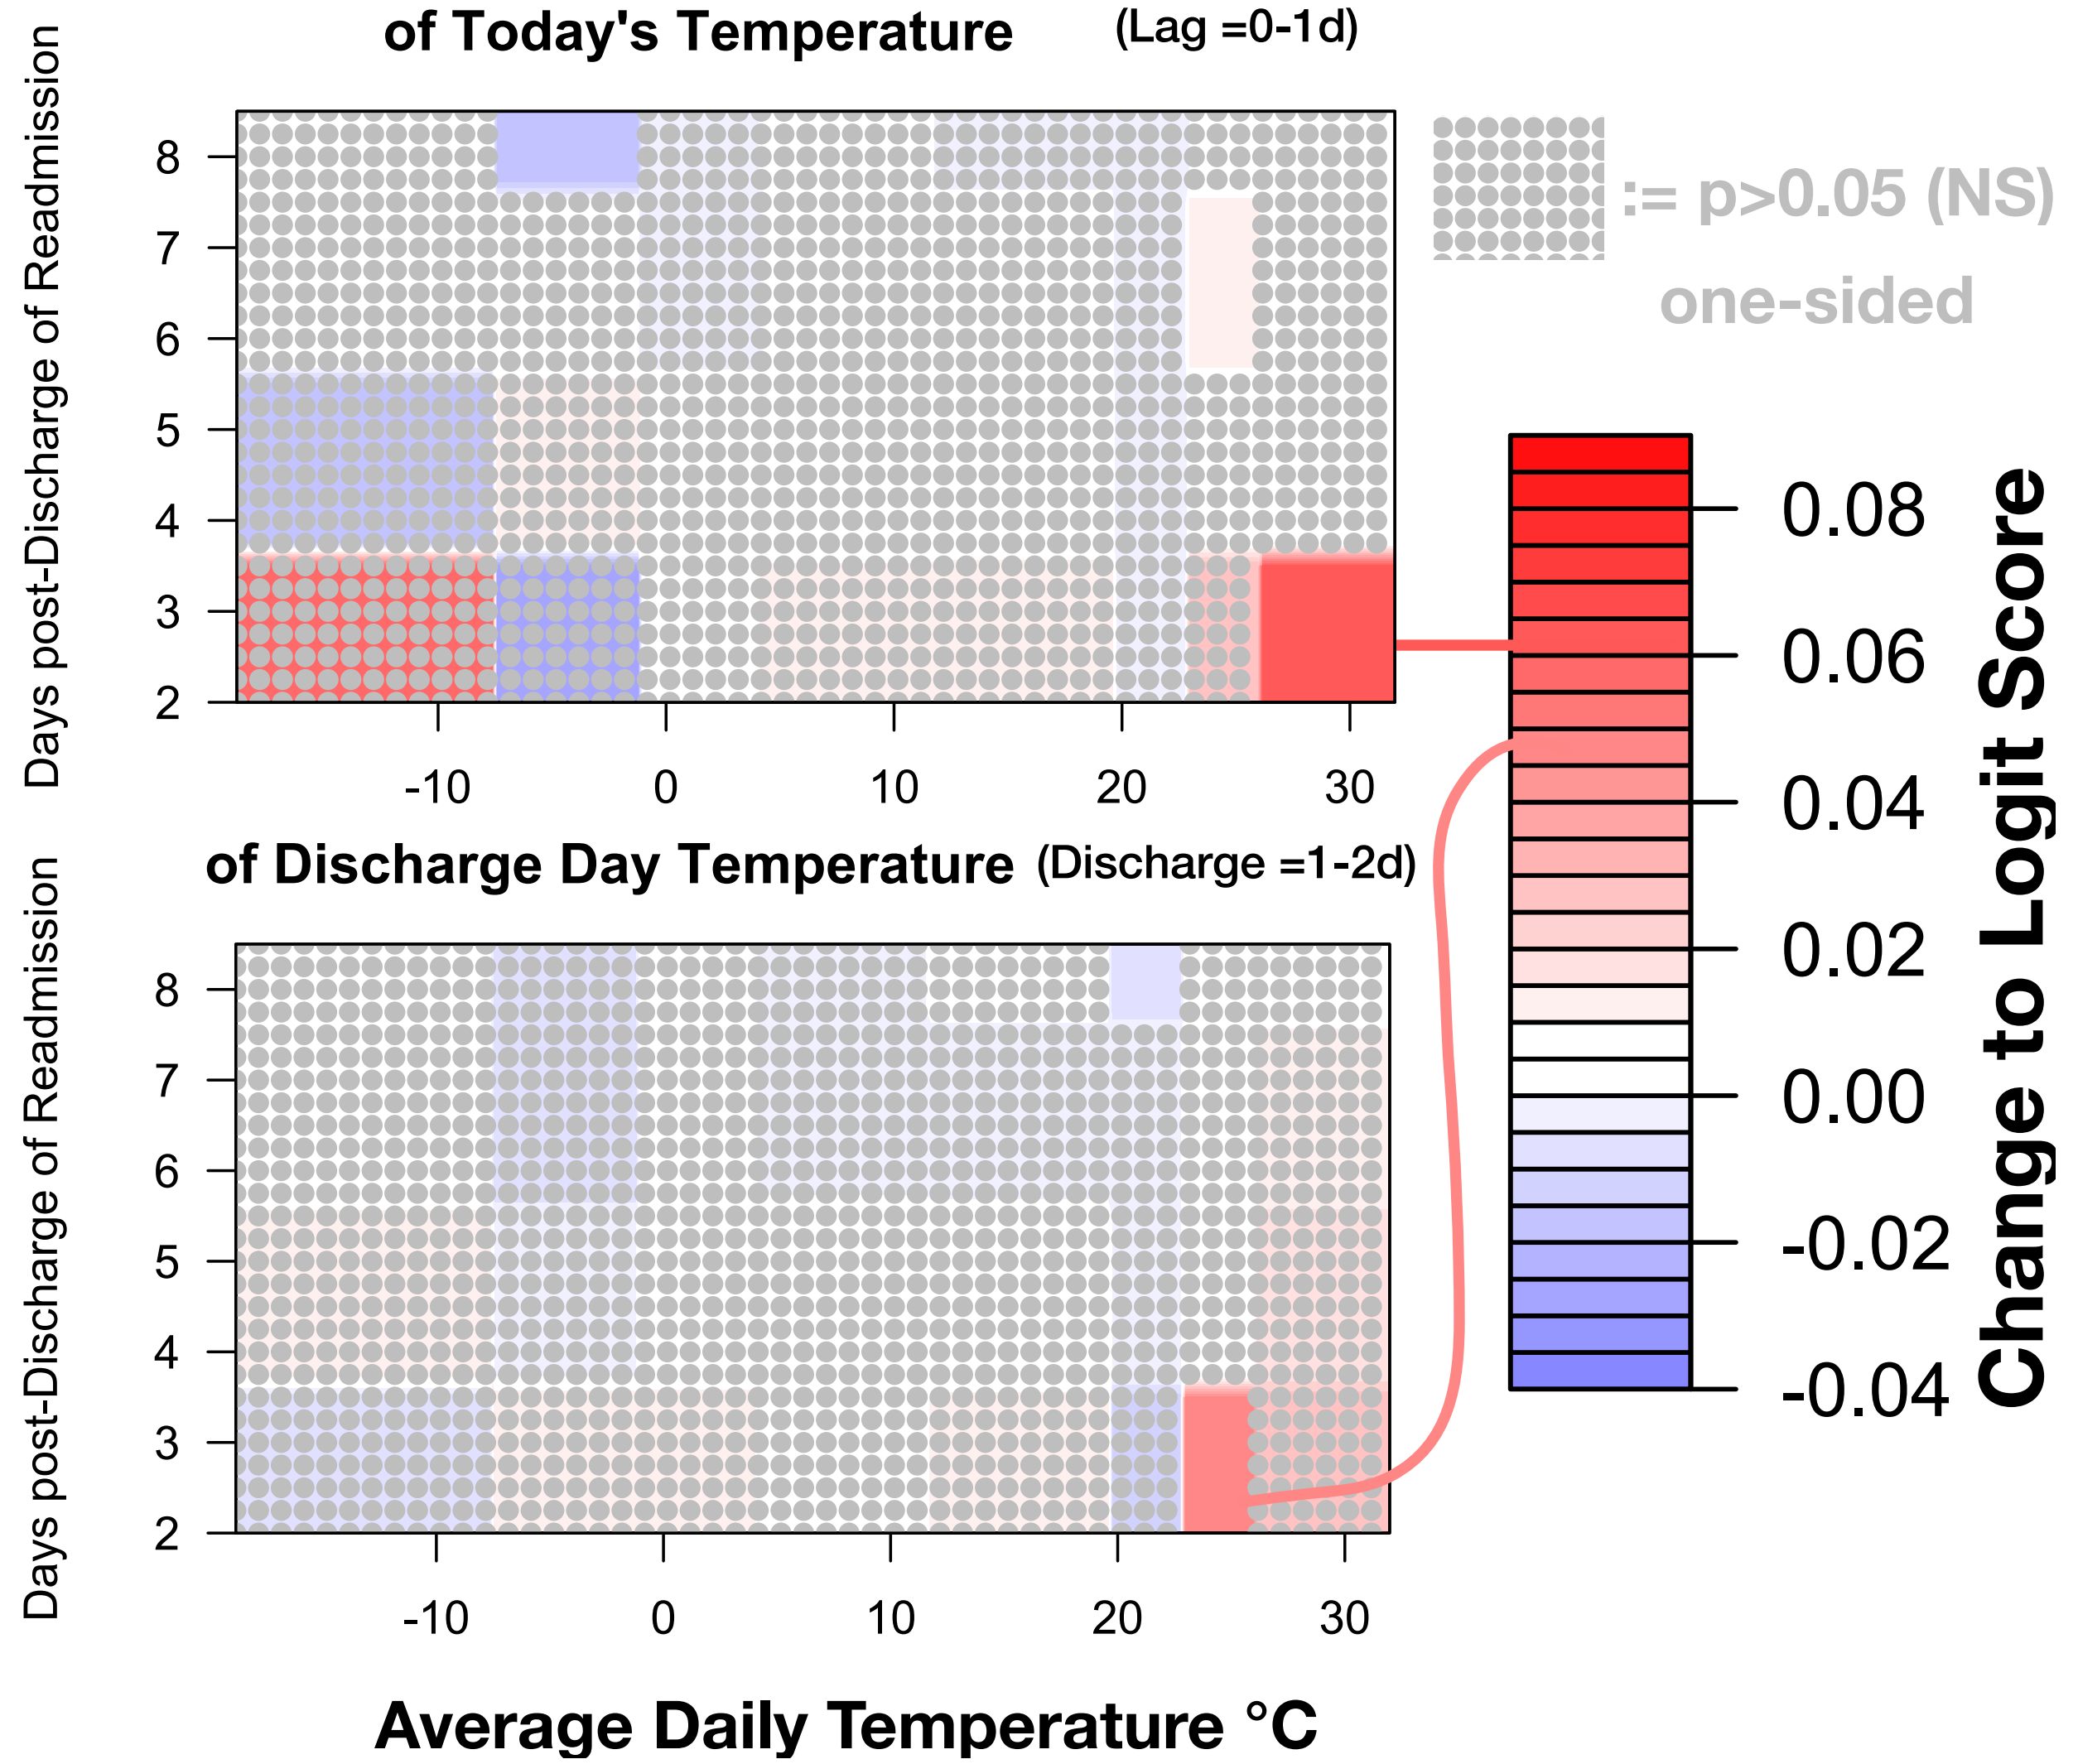 of Today's Temperature (Lag =0-1d)
Days post-Discharge of Readmission
8
7
6
5
4
3
2
-10 0 10 20 30
:= p>0.05 (NS)
one-sided
of Discharge Day Temperature (Discharge =1-2d)
Days post-Discharge of Readmission
8
7
6
5
4
3
2
-10 0 10 20 30
Average Daily Temperature °C
0.08
0.06
0.04
0.02
0.00
-0.02
-0.04
Change to Logit Score